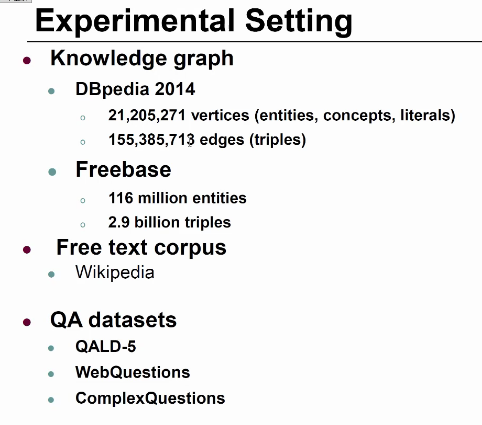 Experimental Setting
Knowledge graph
DBpedia 2014
21,205,271 vertices (entities, concepts, literals)
155,385,713 edges (triples)
Freebase
116 million entities
2.9 billion triples
Free text corpus
Wikipedia
QA datasets
QALD-5
WebQuestions
ComplexQuestions